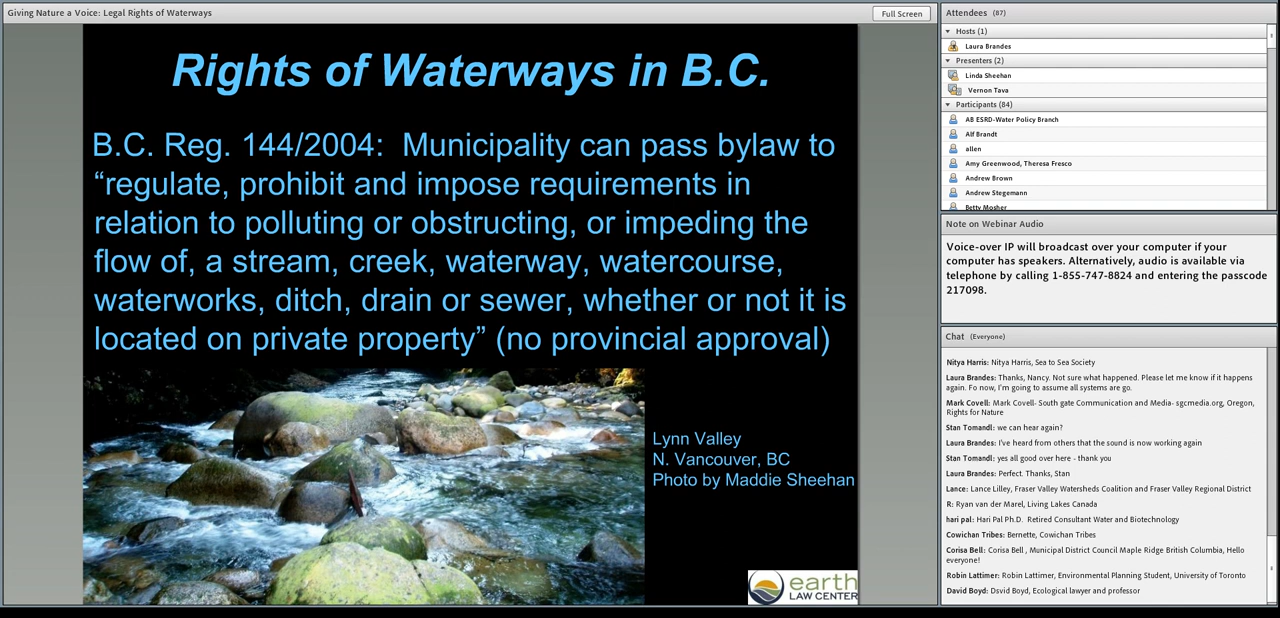 Giving Nature a Voice: Legal Rights of Waterways
Full Screen
Rights of Waterways in B.C.
B.C. Reg. 144/2004:  Municipality can pass bylaw to
“regulate, prohibit and impose requirements in
relation to polluting or obstructing, or impeding the
flow of, a stream, creek, waterway, watercourse,
waterworks, ditch, drain or sewer, whether or not it is
located on private property” (no provincial approval)
Lynn Valley
N. Vancouver, BC
Photo by Maddie Sheehan
earth
LAW CENTER
Attendees (87)
Hosts (1)
Laura Brandes
Presenters (2)
Linda Sheehan
Vernon Tava
Participants (84)
AB ESRD-Water Policy Branch
Alf Brandt
allen
Amy Greenwood, Theresa Fresco
Andrew Brown
Andrew Stegemann
Betty Mosher
Note on Webinar Audio
Voice-over IP will broadcast over your computer if your
computer has speakers. Alternatively, audio is available via
telephone by calling 1-855-747-8824 and entering the passcode
217098.
Chat (Everyone)
Nitya Harris: Nitya Harris, Sea to Sea Society
Laura Brandes: Thanks, Nancy. Not sure what happened. Please let me know if it happens
again. Fo now, I'm going to assume all systems are go.
Mark Covell: Mark Covell- South gate Communication and Media- sgcmedia.org, Oregon,
Rights for Nature
Stan Tomandl: we can hear again?
Laura Brandes: I've heard from others that the sound is now working again
Stan Tomandl: yes all good over here - thank you
Laura Brandes: Perfect. Thanks, Stan
Lance: Lance Lilley, Fraser Valley Watersheds Coalition and Fraser Valley Regional District
R: Ryan van der Marel, Living Lakes Canada
hari pal: Hari Pal Ph.D.  Retired Consultant Water and Biotechnology
Cowichan Tribes: Bernette, Cowichan Tribes
Corisa Bell: Corisa Bell , Municipal District Council Maple Ridge British Columbia, Hello
everyone!
Robin Lattimer: Robin Lattimer, Environmental Planning Student, University of Toronto
David Boyd: Dsvid Boyd, Ecological lawyer and professor